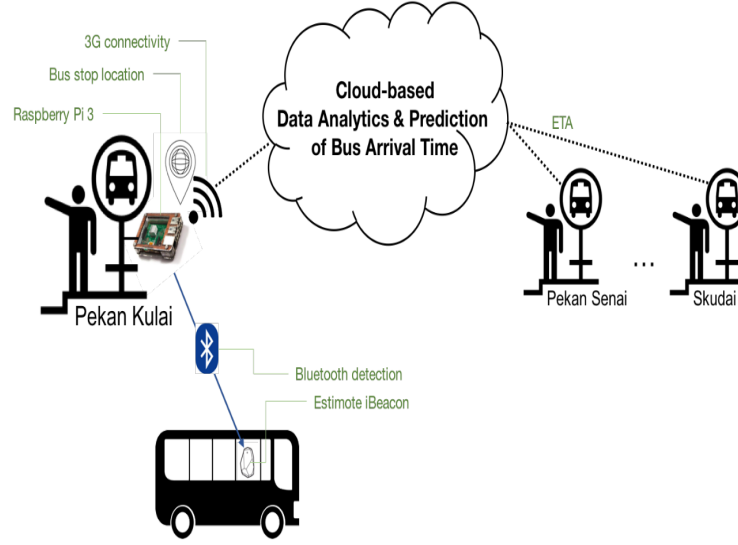 3G connectivity
Bus stop location
Raspberry Pi 3
Cloud-based
Data Analytics & Prediction
of Bus Arrival Time
ETA
Pekan Kulai
Pekan Senai
...
Skudai
Bluetooth detection
Estimote iBeacon